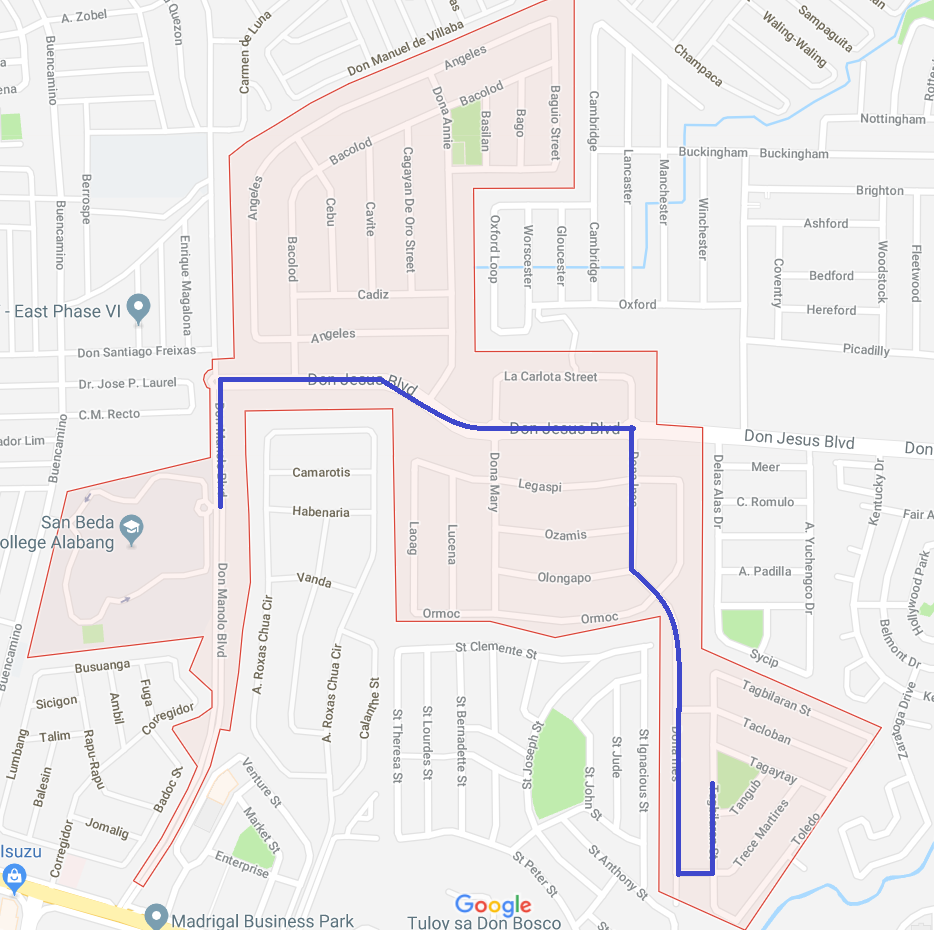 A. Zobel
Quezon
Carmen de Luna
Don Manuel de Villaba
Sampaguita
Waling-Waling
Champaca
Buencamino
Angeles
Bacolod
Dona Annie
Basilan
Bago
Baguio Street
Cambridge
Nottingham
Buckingham
Buckingham
Lancaster
Manchester
Winchester
Brighton
Ashford
Bedford
Hereford
Woodstock
Fleetwood
Coventry
Picadilly
Berrospe
Buencamino
Enrique Magalona
Angeles
Bacolod
Bacolod
Cebu
Cavite
Cagayan De Oro Street
Cadiz
Angeles
Oxford Loop
Worscester
Gloucester
Cambridge
Oxford
- East Phase VI
Don Santiago Freixas
Dr. Jose P. Laurel
C.M. Recto
ador Lim
Buencamino
Don Jesus Blvd
La Carlota Street
Don Jesus Blvd
Don Jesus Blvd
Don
Don Manolo Blvd
Camarotis
Habenaria
Vanda
Dona Mary
Legaspi
Ozamis
Olongapo
Ormoc
Ormoc
Laoag
Lucena
Delas Alas Dr
Meer
C. Romulo
A. Padilla
A. Yuchengco Dr
Sycip
Kentucky Dr
Fair A
Hollywood Park
Belmont Dr
Zaratoga Drive
San Beda
ollege Alabang
Don Manolo Blvd
A. Roxas Chua Cir
A. Roxas Chua Cir
Calanthe St
Buencamino
Busuanga
Sicigon
Talim
Lumbang
Balesin
Rapu-Rapu
Ambil
Fuga
Corregidor
Badoc St
Jomalig
Corregidor
Venture St
Market St
Enterprise
St Clemente St
St Theresa St
St Lourdes St
St Bernadette St
St Joseph St
St John St
St Jude
St Ignacious St
St Anthony St
St Peter St
Dona Ines
Tagbilaran St
Tagbilaran St
Tacloban
Tagaytay
Tangub
Trece Martires
Toledo
Isuzu
Madrigal Business Park
Google
Tuloy sa Don Bosco